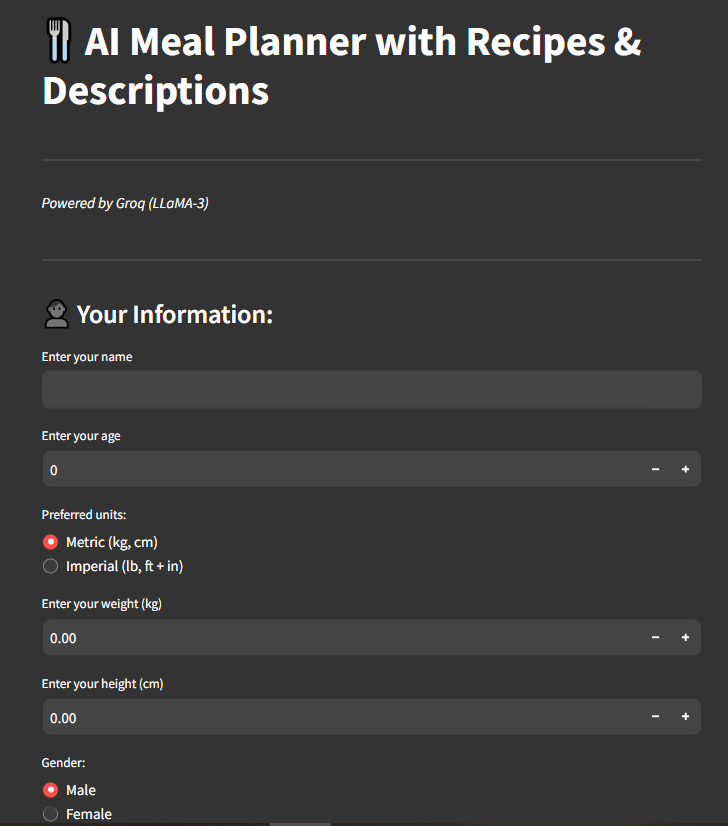 AI Meal Planner with Recipes &
Descriptions
Powered by Groq (LLaMA-3)
Your Information:
Enter your name
Enter your age
0
Preferred units:
Metric (kg, cm)
Imperial (lb, ft + in)
Enter your weight (kg)
0.00
Enter your height (cm)
0.00
Gender:
Male
Female